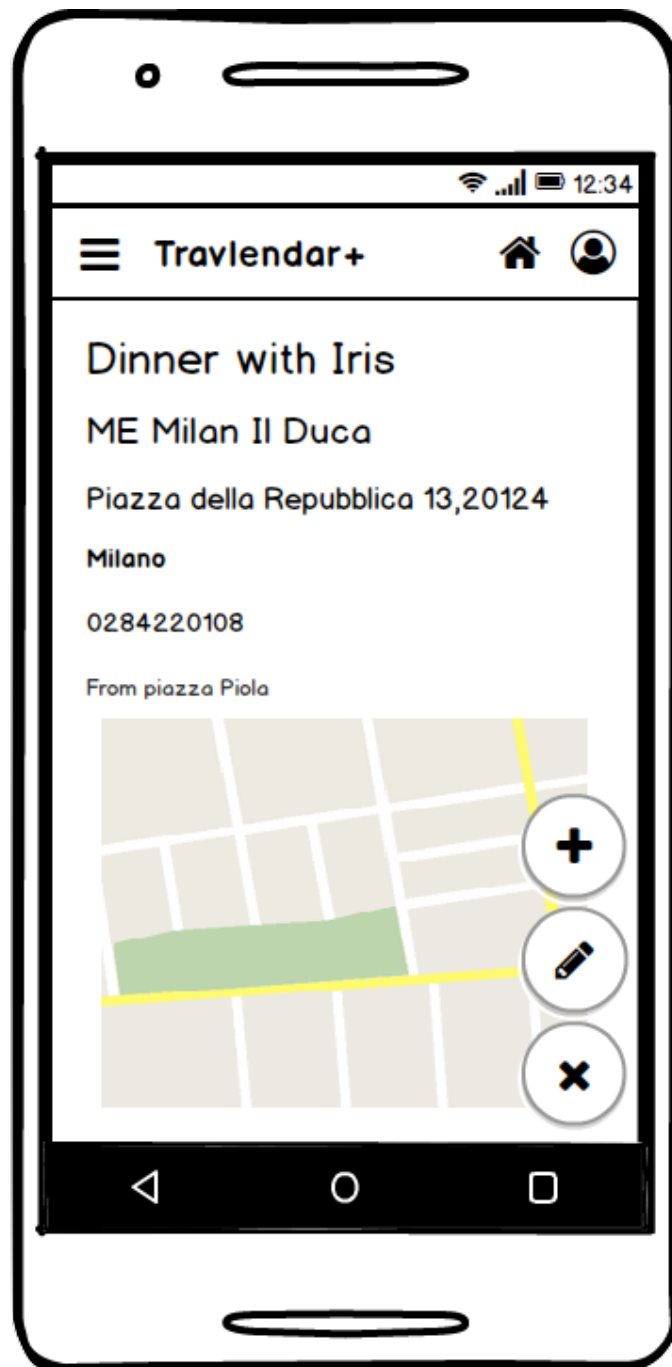 12:34
Travlendar+
Dinner with Iris
ME Milan Il Duca
Piazza della Repubblica 13,20124
Milano
0284220108
From piazza Piola